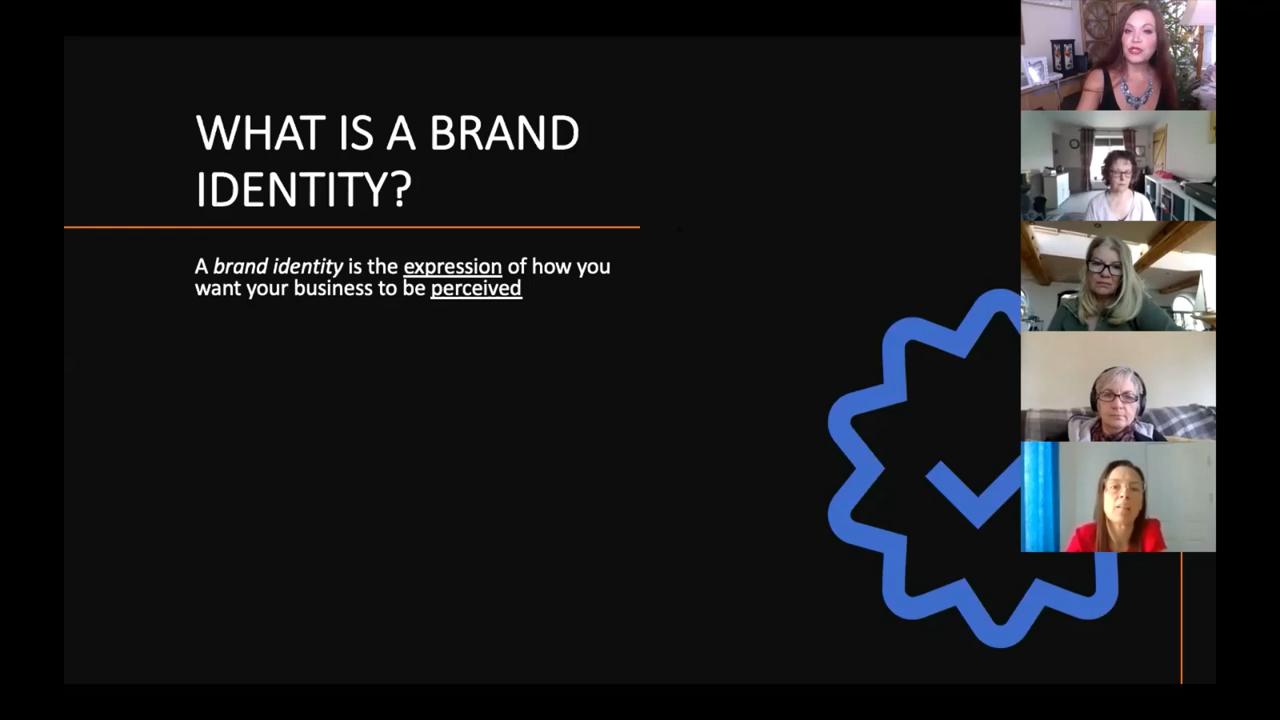 WHAT IS A BRAND
IDENTITY?
A brand identity is the expression of how you
want your business to be perceived